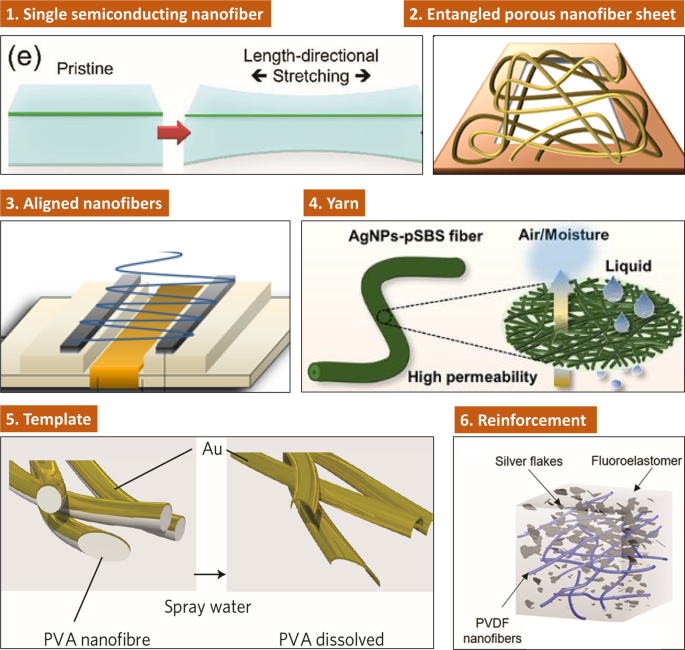 1. Single semiconducting nanofiber
2. Entangled porous nanofiber sheet
(e)
Pristine
Length-directional
← Stretching →
3. Aligned nanofibers
4. Yarn
AgNPs-pSBS fiber
Air/Moisture
Liquid
High permeability
5. Template
Au
Spray water
PVA nanofibre
PVA dissolved
6. Reinforcement
Silver flakes
Fluoroelastomer
PVDF
nanofibers